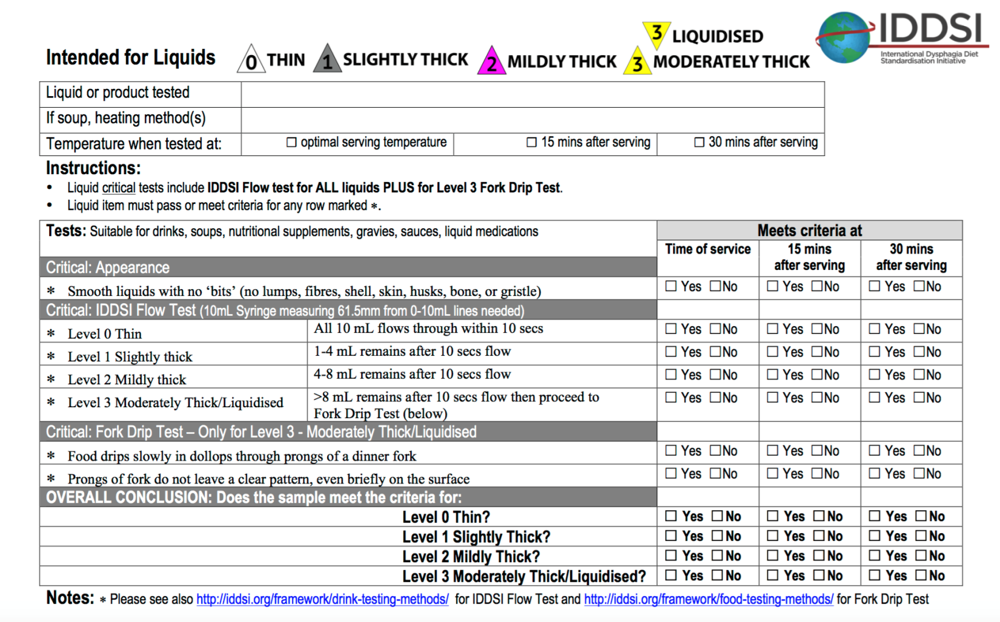 Intended for Liquids
0 THIN
1 SLIGHTLY THICK
2 MILDLY THICK
3 LIQUIDISED
3 MODERATELY THICK
IDDSI
International Dysphagia Diet
Standardisation Initiative
Liquid or product tested
If soup, heating method(s)
Temperature when tested at: ☐ optimal serving temperature ☐ 15 mins after serving ☐ 30 mins after serving
Instructions:
• Liquid critical tests include IDDSI Flow test for ALL liquids PLUS for Level 3 Fork Drip Test.
• Liquid item must pass or meet criteria for any row marked *.
Tests: Suitable for drinks, soups, nutritional supplements, gravies, sauces, liquid medications
Meets criteria at
Time of service
15 mins
after serving
30 mins
after serving
Critical: Appearance
* Smooth liquids with no ‘bits’ (no lumps, fibres, shell, skin, husks, bone, or gristle) ☐ Yes ☐No ☐ Yes ☐No ☐ Yes ☐No
Critical: IDDSI Flow Test (10mL Syringe measuring 61.5mm from 0-10mL lines needed)
* Level 0 Thin All 10 mL flows through within 10 secs ☐ Yes ☐No ☐ Yes ☐No ☐ Yes ☐No
* Level 1 Slightly thick 1-4 mL remains after 10 secs flow ☐ Yes ☐No ☐ Yes ☐No ☐ Yes ☐No
* Level 2 Mildly thick 4-8 mL remains after 10 secs flow ☐ Yes ☐No ☐ Yes ☐No ☐ Yes ☐No
* Level 3 Moderately Thick/Liquidised >8 mL remains after 10 secs flow then proceed to
Fork Drip Test (below) ☐ Yes ☐No ☐ Yes ☐No ☐ Yes ☐No
Critical: Fork Drip Test – Only for Level 3 - Moderately Thick/Liquidised
* Food drips slowly in dollops through prongs of a dinner fork ☐ Yes ☐No ☐ Yes ☐No ☐ Yes ☐No
* Prongs of fork do not leave a clear pattern, even briefly on the surface ☐ Yes ☐No ☐ Yes ☐No ☐ Yes ☐No
OVERALL CONCLUSION: Does the sample meet the criteria for:
Level 0 Thin? ☐ Yes ☐No ☐ Yes ☐No ☐ Yes ☐No
Level 1 Slightly Thick? ☐ Yes ☐No ☐ Yes ☐No ☐ Yes ☐No
Level 2 Mildly Thick? ☐ Yes ☐No ☐ Yes ☐No ☐ Yes ☐No
Level 3 Moderately Thick/Liquidised? ☐ Yes ☐No ☐ Yes ☐No ☐ Yes ☐No
Notes: * Please see also http://iddsi.org/framework/drink-testing-methods/ for IDDSI Flow Test and http://iddsi.org/framework/food-testing-methods/ for Fork Drip Test